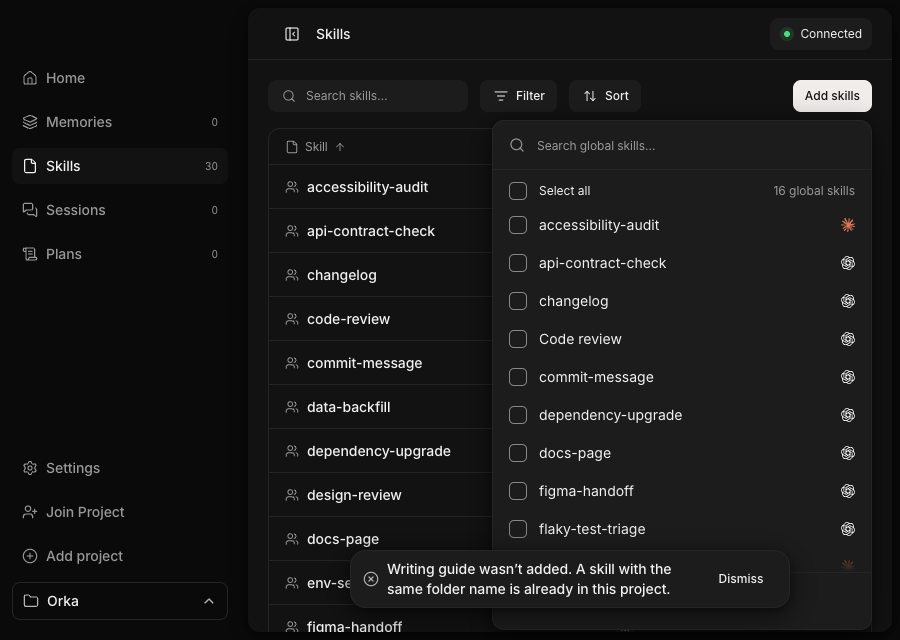 Skills
Connected
Home
Memories 0
Skills 30
Sessions 0
Plans 0
Settings
Join Project
Add project
Orka
Search skills...
Filter
Sort
Add skills
Skill
accessibility-audit
api-contract-check
changelog
code-review
commit-message
data-backfill
dependency-upgrade
design-review
docs-page
figma-handoff
Search global skills...
Select all 16 global skills
accessibility-audit
api-contract-check
changelog
Code review
commit-message
dependency-upgrade
docs-page
figma-handoff
flaky-test-triage
Writing guide wasn’t added. A skill with the
same folder name is already in this project.
Dismiss